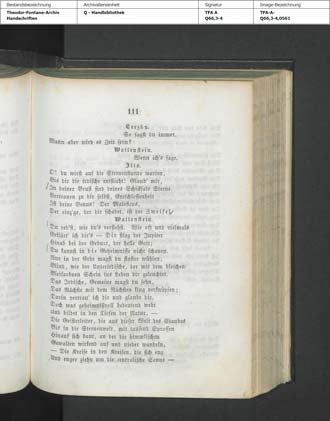 Bestandsbezeichnung
Archivalieneinheit
Signatur
Image-Bezeichnung
Theodor-Fontane-Archiv
Handschriften
Q - Handbibliothek
TFA A
Q66,3-4
TFA-A-
Q66,3-4,0561
111
Terzky.
So sagst du immer.
Wann aber wird es Zeit sein?
Wallenstein.
Wenn ich's sage.
Illo.
O! du wirst auf die Sternenstunde warten,
Bis dir die irdische entflieht! Glaub' mir,
In deiner Brust sind deines Schicksals Sterne.
Vertrauen zu dir selbst, Entschlossenheit
Ist deine Venus! Der Maleficus,
Der einz'ge, der dir schadet, ist der Zweifel.
Wallenstein.
Du red'st, wie du's verstehst. Wie oft und vielmals
Erklärt' ich dir's — Dir stieg der Jupiter
Hinab bei der Geburt, der helle Gott;
Du kannst in die Geheimnisse nicht schauen.
Nur in der Erde magst du finster wühlen,
Blind, wie der Unterirdische, der mit dem bleichen
Bleifarbnen Schein ins Leben dir geleuchtet.
Das Irdische, Gemeine magst du sehn,
Das Nächste mit dem Nächsten klug verknüpfen;
Darin vertrau' ich dir und glaube dir.
Doch was geheimnißvoll bedeutend webt
Und bildet in den Tiefen der Natur, —
Die Geisterleiter, die aus dieser Welt des Staubes
Bis in die Sternenwelt, mit tausend Sprossen
Hinauf sich baut, an der die himmlischen
Gewalten wirkend auf und nieder wandeln,
— Die Kreise in den Kreisen, die sich eng
Und enger ziehn um die centralische Sonne —